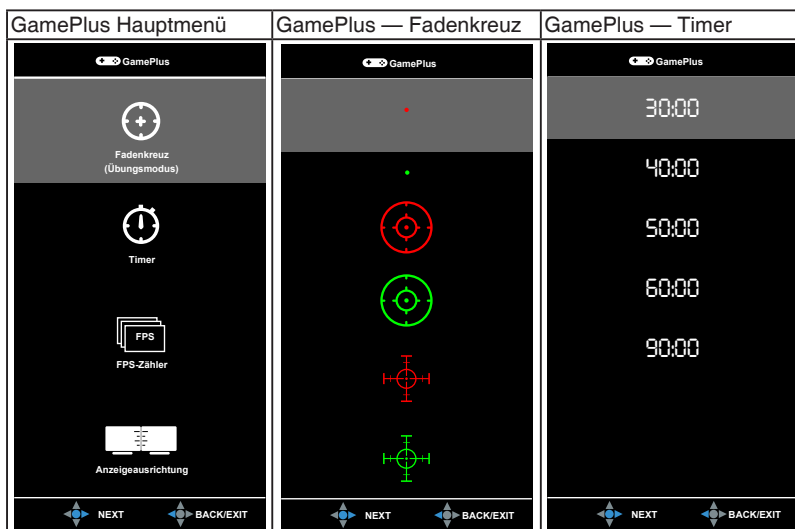 GamePlus Hauptmenü
GamePlus
Fadenkreuz
(Übungsmodus)
Timer
FPS
FPS-Zähler
Anzeigeausrichtung
NEXT BACK/EXIT
GamePlus — Fadenkreuz
GamePlus
NEXT BACK/EXIT
GamePlus — Timer
GamePlus
30:00
40:00
50:00
60:00
90:00
NEXT BACK/EXIT